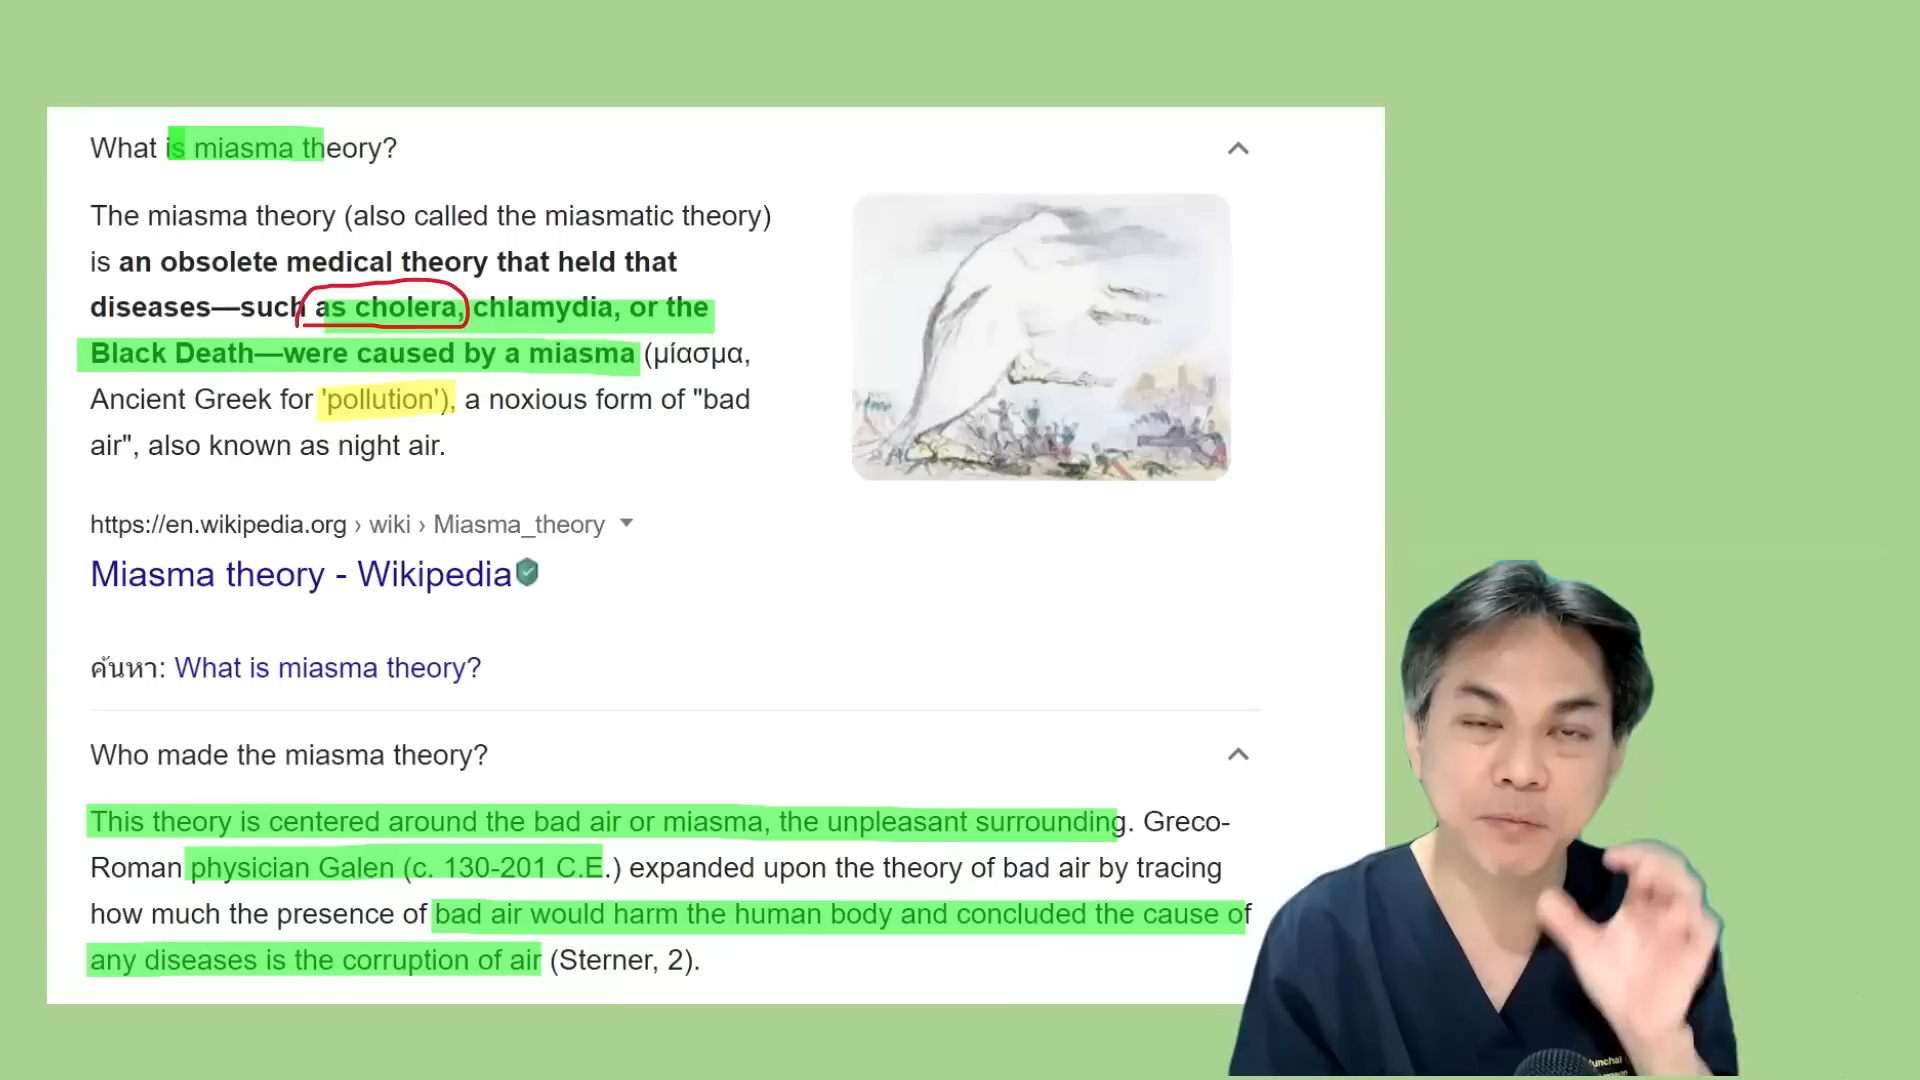 What is miasma theory?
The miasma theory (also called the miasmatic theory)
is an obsolete medical theory that held that
diseases—such as cholera, chlamydia, or the
Black Death—were caused by a miasma (μίασμα,
Ancient Greek for 'pollution'), a noxious form of "bad
air", also known as night air.
https://en.wikipedia.org › wiki › Miasma_theory
Miasma theory - Wikipedia
ค้นหา: What is miasma theory?
Who made the miasma theory?
This theory is centered around the bad air or miasma, the unpleasant surrounding. Greco-
Roman physician Galen (c. 130-201 C.E.) expanded upon the theory of bad air by tracing
how much the presence of bad air would harm the human body and concluded the cause of
any diseases is the corruption of air (Sterner, 2).